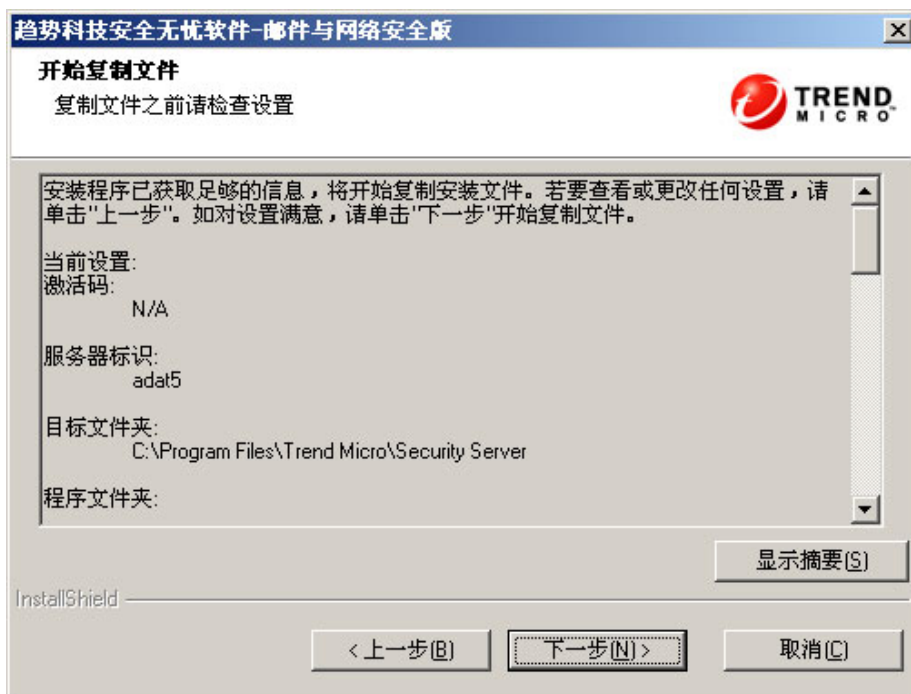 趋势科技安全无忧软件-邮件与网络安全版
开始复制文件
复制文件之前请检查设置
TREND
MICRO
安装程序已获取足够的信息，将开始复制安装文件。若要查看或更改任何设置，请
单击"上一步"。如对设置满意，请单击"下一步"开始复制文件。
当前设置:
激活码:
N/A
服务器标识:
adat5
目标文件夹:
C:\Program Files\Trend Micro\Security Server
程序文件夹:
显示摘要(S)
InstallShield
<上一步(B)
下一步(N)>
取消(C)